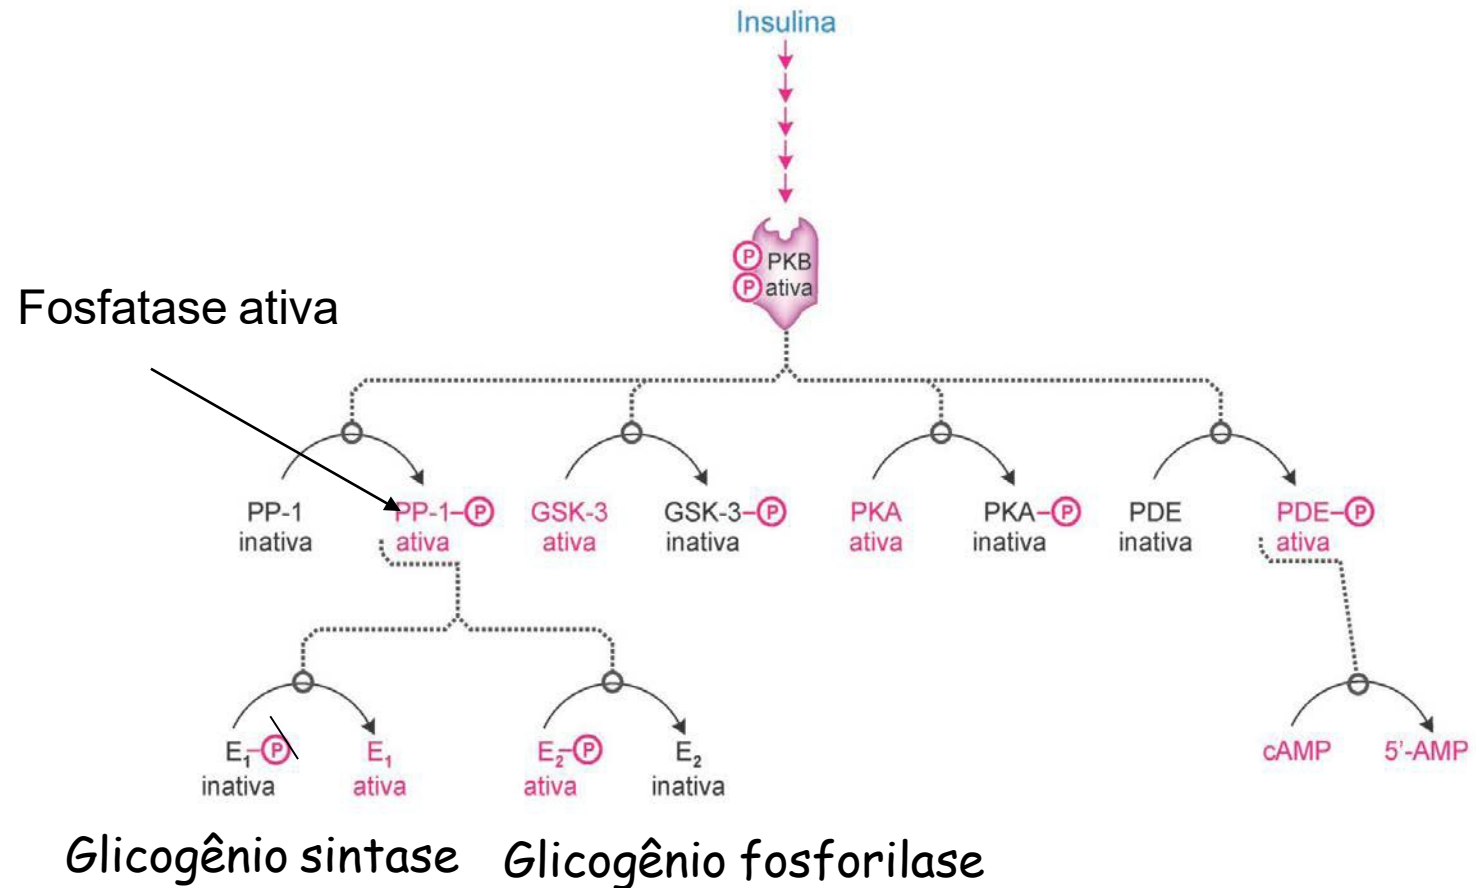 Insulina
P PKB
P ativa
Fosfatase ativa
PP-1 PP-1–P GSK-3 GSK-3–P PKA PKA–P PDE PDE–P
inativa ativa ativa inativa ativa inativa inativa ativa
E₁–P E₁ E₂–P E₂ cAMP 5'-AMP
inativa ativa ativa inativa
Glicogênio sintase Glicogênio fosforilase